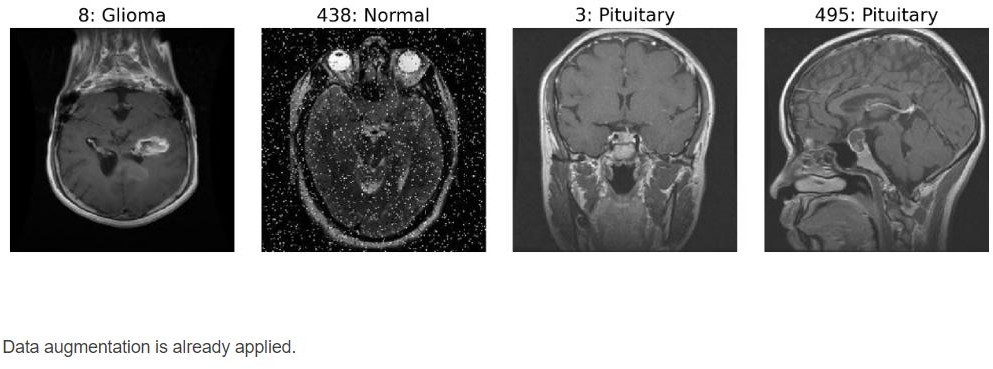 8: Glioma
438: Normal
3: Pituitary
495: Pituitary
Data augmentation is already applied.